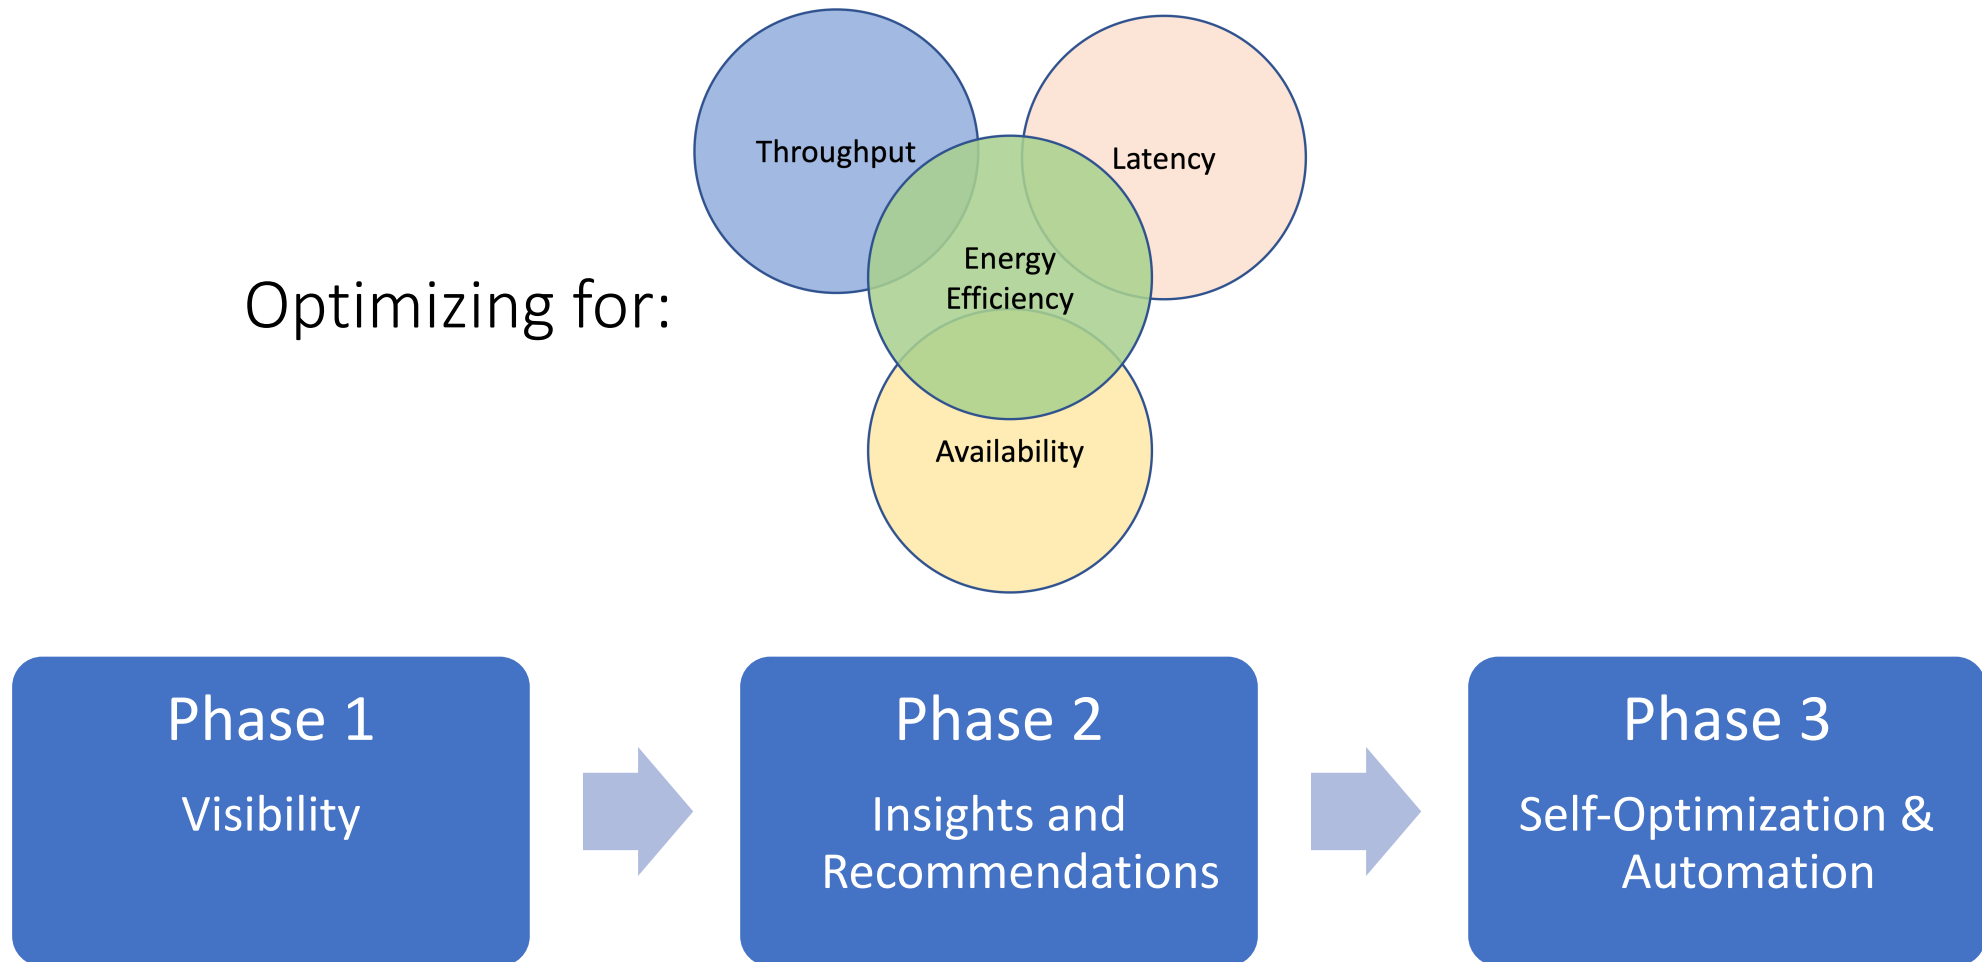 Throughput
Latency
Energy
Efficiency
Optimizing for:
Availability
Phase 1
Visibility
Phase 2
Insights and
Recommendations
Phase 3
Self-Optimization &
Automation